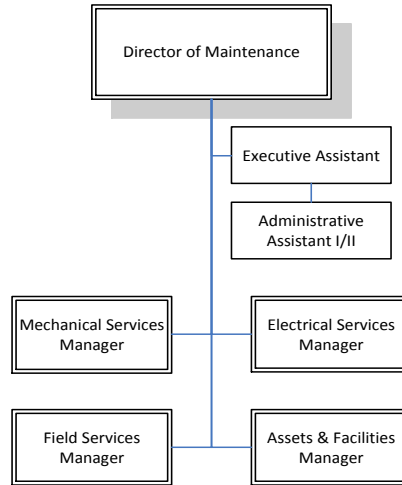 Director of Maintenance
Executive Assistant
Administrative
Assistant I/II
Mechanical Services
Manager
Electrical Services
Manager
Field Services
Manager
Assets & Facilities
Manager